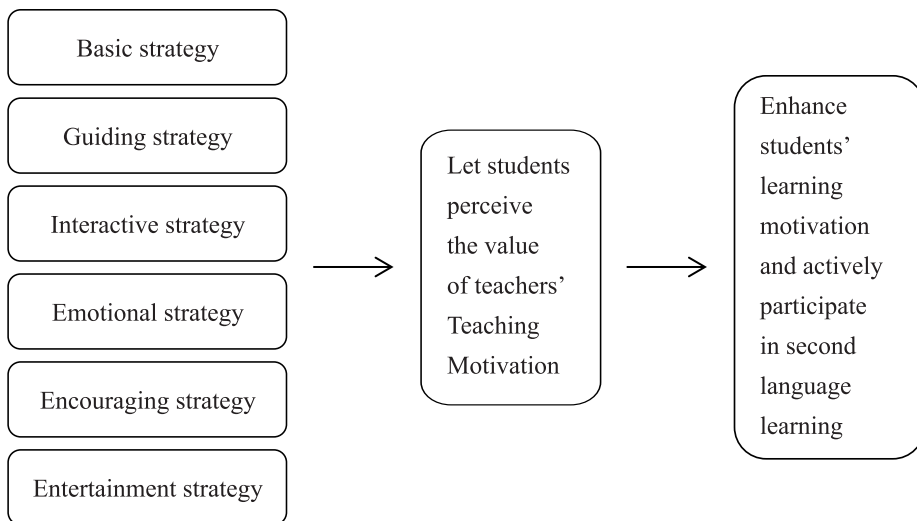 Basic strategy
Guiding strategy
Interactive strategy
Emotional strategy
Encouraging strategy
Entertainment strategy
Let students
perceive
the value
of teachers’
Teaching
Motivation
Enhance
students’
learning
motivation
and actively
participate
in second
language
learning